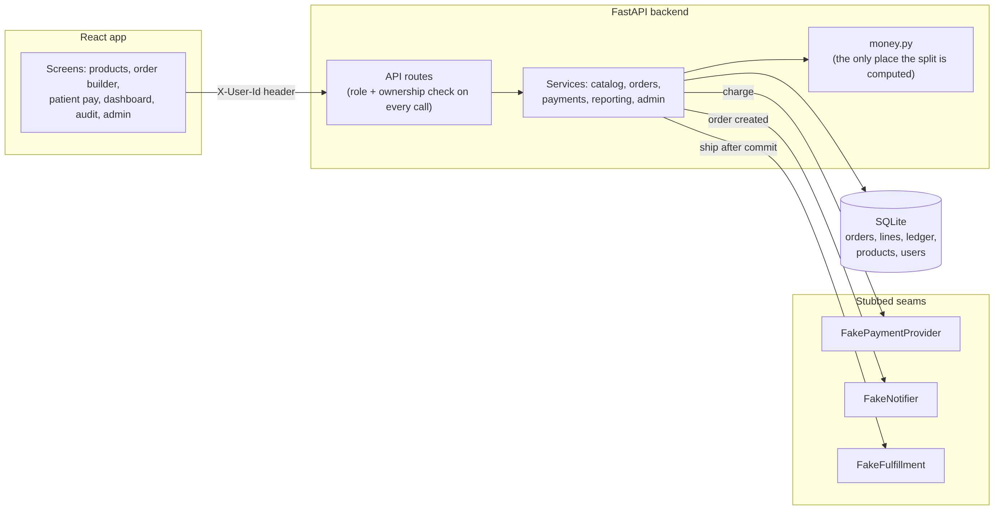 React app
Screens: products, order
builder,
patient pay, dashboard,
audit, admin
X-User-Id header
FastAPI backend
API routes
(role + ownership check on
every call)
Services: catalog, orders,
payments, reporting, admin
money.py
(the only place the split is
computed)
charge
order created
ship after commit
SQLite
orders, lines, ledger,
products, users
Stubbed seams
FakePaymentProvider
FakeNotifier
FakeFulfillment